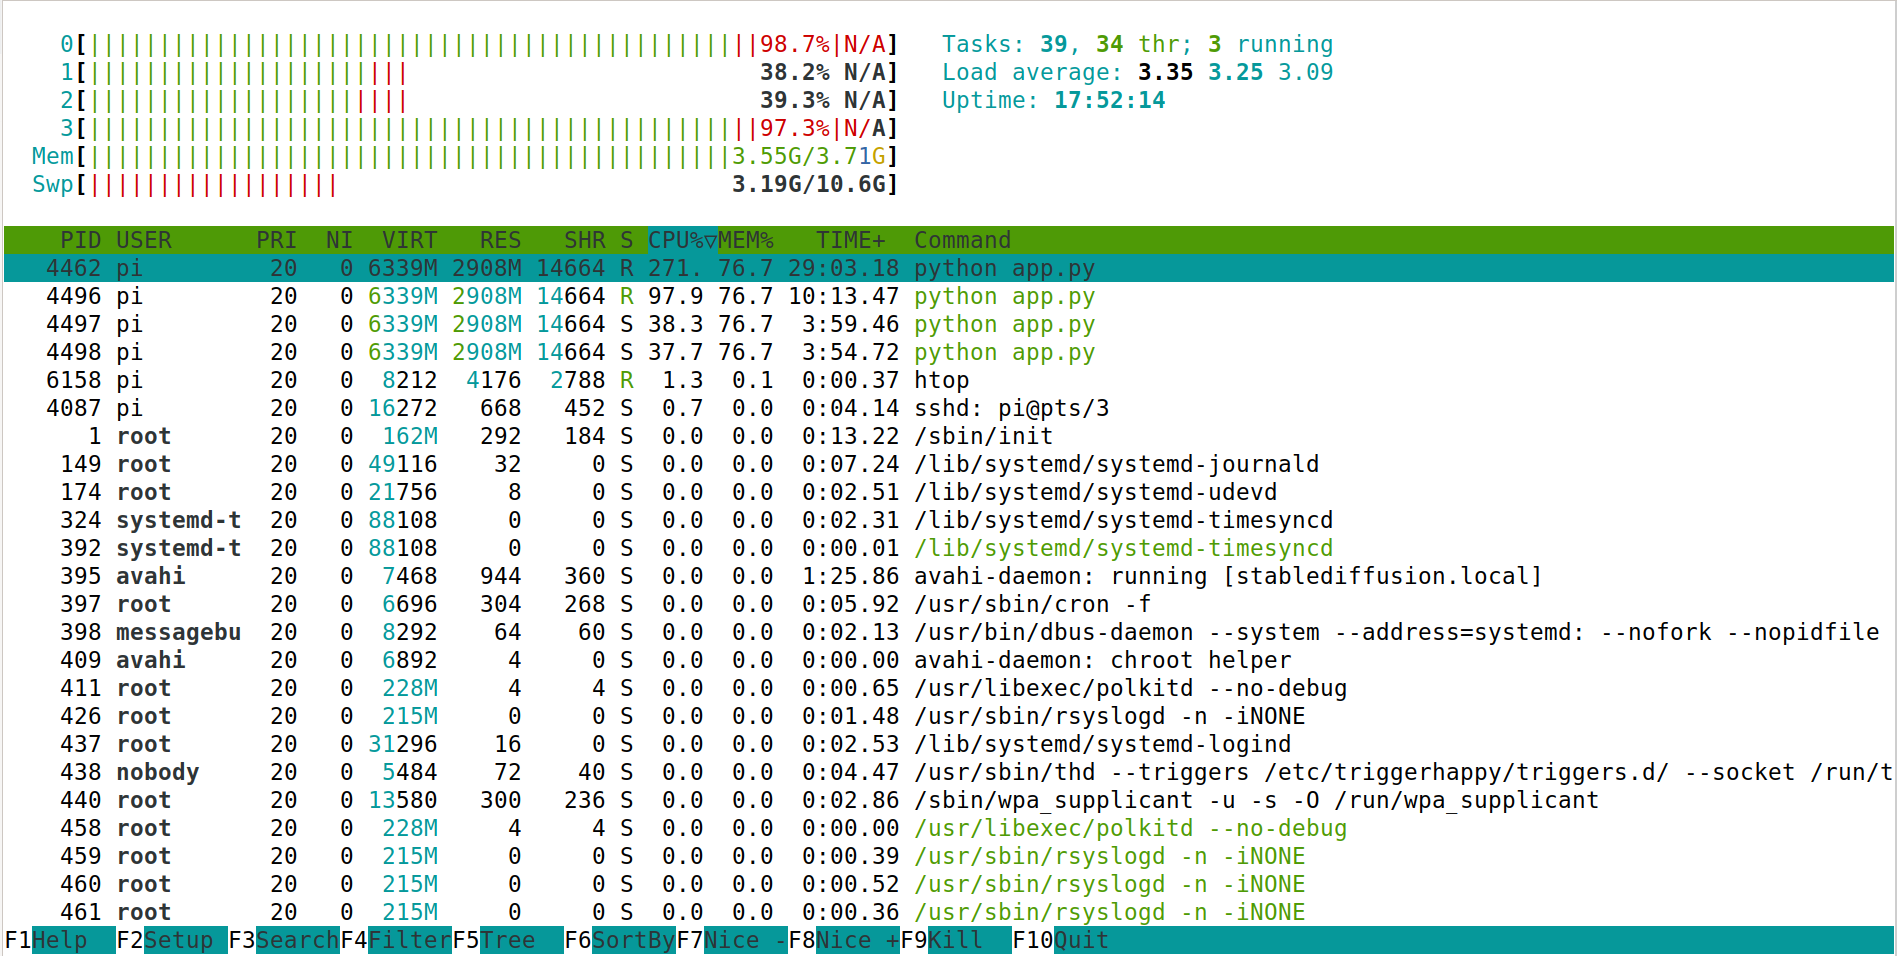 0[||||||||||||||||||||||||||||||||||||||||||||||||98.7%|N/A] Tasks: 39, 34 thr; 3 running
1[||||||||||||||||||||||| 38.2% N/A] Load average: 3.35 3.25 3.09
2[||||||||||||||||||||||| 39.3% N/A] Uptime: 17:52:14
3[||||||||||||||||||||||||||||||||||||||||||||||||97.3%|N/A]
Mem[||||||||||||||||||||||||||||||||||||||||||||||3.55G/3.71G]
Swp[|||||||||||||||||| 3.19G/10.6G]
PID USER PRI NI VIRT RES SHR S CPU%▽MEM% TIME+ Command
4462 pi 20 0 6339M 2908M 14664 R 271. 76.7 29:03.18 python app.py
4496 pi 20 0 6339M 2908M 14664 R 97.9 76.7 10:13.47 python app.py
4497 pi 20 0 6339M 2908M 14664 S 38.3 76.7 3:59.46 python app.py
4498 pi 20 0 6339M 2908M 14664 S 37.7 76.7 3:54.72 python app.py
6158 pi 20 0 8212 4176 2788 R 1.3 0.1 0:00.37 htop
4087 pi 20 0 16272 668 452 S 0.7 0.0 0:04.14 sshd: pi@pts/3
1 root 20 0 162M 292 184 S 0.0 0.0 0:13.22 /sbin/init
149 root 20 0 49116 32 0 S 0.0 0.0 0:07.24 /lib/systemd/systemd-journald
174 root 20 0 21756 8 0 S 0.0 0.0 0:02.51 /lib/systemd/systemd-udevd
324 systemd-t 20 0 88108 0 0 S 0.0 0.0 0:02.31 /lib/systemd/systemd-timesyncd
392 systemd-t 20 0 88108 0 0 S 0.0 0.0 0:00.01 /lib/systemd/systemd-timesyncd
395 avahi 20 0 7468 944 360 S 0.0 0.0 1:25.86 avahi-daemon: running [stablediffusion.local]
397 root 20 0 6696 304 268 S 0.0 0.0 0:05.92 /usr/sbin/cron -f
398 messagebu 20 0 8292 64 60 S 0.0 0.0 0:02.13 /usr/bin/dbus-daemon --system --address=systemd: --nofork --nopidfile
409 avahi 20 0 6892 4 0 S 0.0 0.0 0:00.00 avahi-daemon: chroot helper
411 root 20 0 228M 4 4 S 0.0 0.0 0:00.65 /usr/libexec/polkitd --no-debug
426 root 20 0 215M 0 0 S 0.0 0.0 0:01.48 /usr/sbin/rsyslogd -n -iNONE
437 root 20 0 31296 16 0 S 0.0 0.0 0:02.53 /lib/systemd/systemd-logind
438 nobody 20 0 5484 72 40 S 0.0 0.0 0:04.47 /usr/sbin/thd --triggers /etc/triggerhappy/triggers.d/ --socket /run/t
440 root 20 0 13580 300 236 S 0.0 0.0 0:02.86 /sbin/wpa_supplicant -u -s -O /run/wpa_supplicant
458 root 20 0 228M 4 4 S 0.0 0.0 0:00.00 /usr/libexec/polkitd --no-debug
459 root 20 0 215M 0 0 S 0.0 0.0 0:00.39 /usr/sbin/rsyslogd -n -iNONE
460 root 20 0 215M 0 0 S 0.0 0.0 0:00.52 /usr/sbin/rsyslogd -n -iNONE
461 root 20 0 215M 0 0 S 0.0 0.0 0:00.36 /usr/sbin/rsyslogd -n -iNONE
F1Help F2Setup F3SearchF4FilterF5Tree F6SortByF7Nice -F8Nice +F9Kill F10Quit